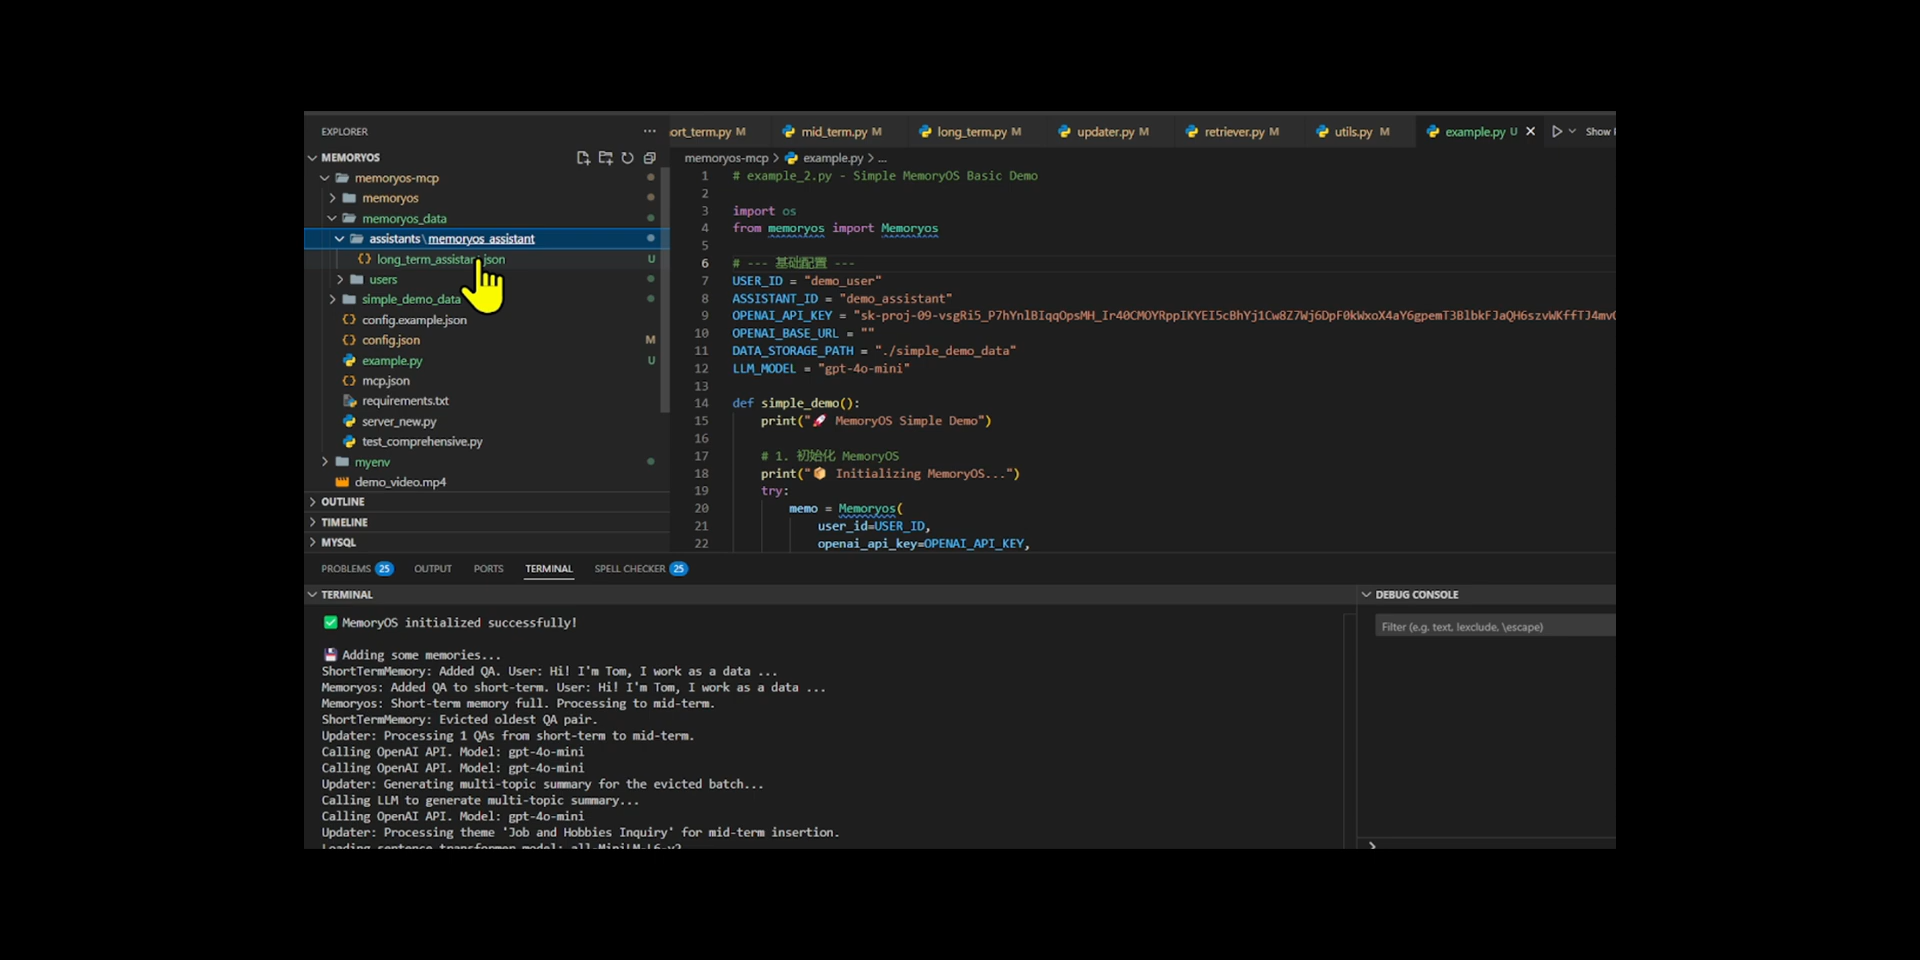 EXPLORER
MEMORYOS
memoryos-mcp
memoryos
memoryos_data
assistants\memoryos_assistant
long_term_assistant.json U
users
simple_demo_data
config.example.json
config.json M
example.py U
mcp.json
requirements.txt
server_new.py
test_comprehensive.py
myenv
demo_video.mp4
OUTLINE
TIMELINE
MYSQL
ort_term.py M mid_term.py M long_term.py M updater.py M retriever.py M utils.py M example.py U Show
memoryos-mcp > example.py > ...
1 # example_2.py - Simple MemoryOS Basic Demo
2
3 import os
4 from memoryos import Memoryos
5
6 # --- 基础配置 ---
7 USER_ID = "demo_user"
8 ASSISTANT_ID = "demo_assistant"
9 OPENAI_API_KEY =
10 OPENAI_BASE_URL = ""
11 DATA_STORAGE_PATH = "./simple_demo_data"
12 LLM_MODEL = "gpt-4o-mini"
13
14 def simple_demo():
15 print("🚀 MemoryOS Simple Demo")
16
17 # 1. 初始化 MemoryOS
18 print("📦 Initializing MemoryOS...")
19 try:
20 memo = Memoryos(
21 user_id=USER_ID,
22 openai_api_key=OPENAI_API_KEY,
PROBLEMS 25 OUTPUT PORTS TERMINAL SPELL CHECKER 25
TERMINAL
✅ MemoryOS initialized successfully!
💾 Adding some memories...
ShortTermMemory: Added QA. User: Hi! I'm Tom, I work as a data ...
Memoryos: Added QA to short-term. User: Hi! I'm Tom, I work as a data ...
Memoryos: Short-term memory full. Processing to mid-term.
ShortTermMemory: Evicted oldest QA pair.
Updater: Processing 1 QAs from short-term to mid-term.
Calling OpenAI API. Model: gpt-4o-mini
Calling OpenAI API. Model: gpt-4o-mini
Updater: Generating multi-topic summary for the evicted batch...
Calling LLM to generate multi-topic summary...
Calling OpenAI API. Model: gpt-4o-mini
Updater: Processing theme 'Job and Hobbies Inquiry' for mid-term insertion.
Loading sentence transformer model: all-MiniLM-L6-v2
DEBUG CONSOLE
Filter (e.g. text, !exclude, \escape)